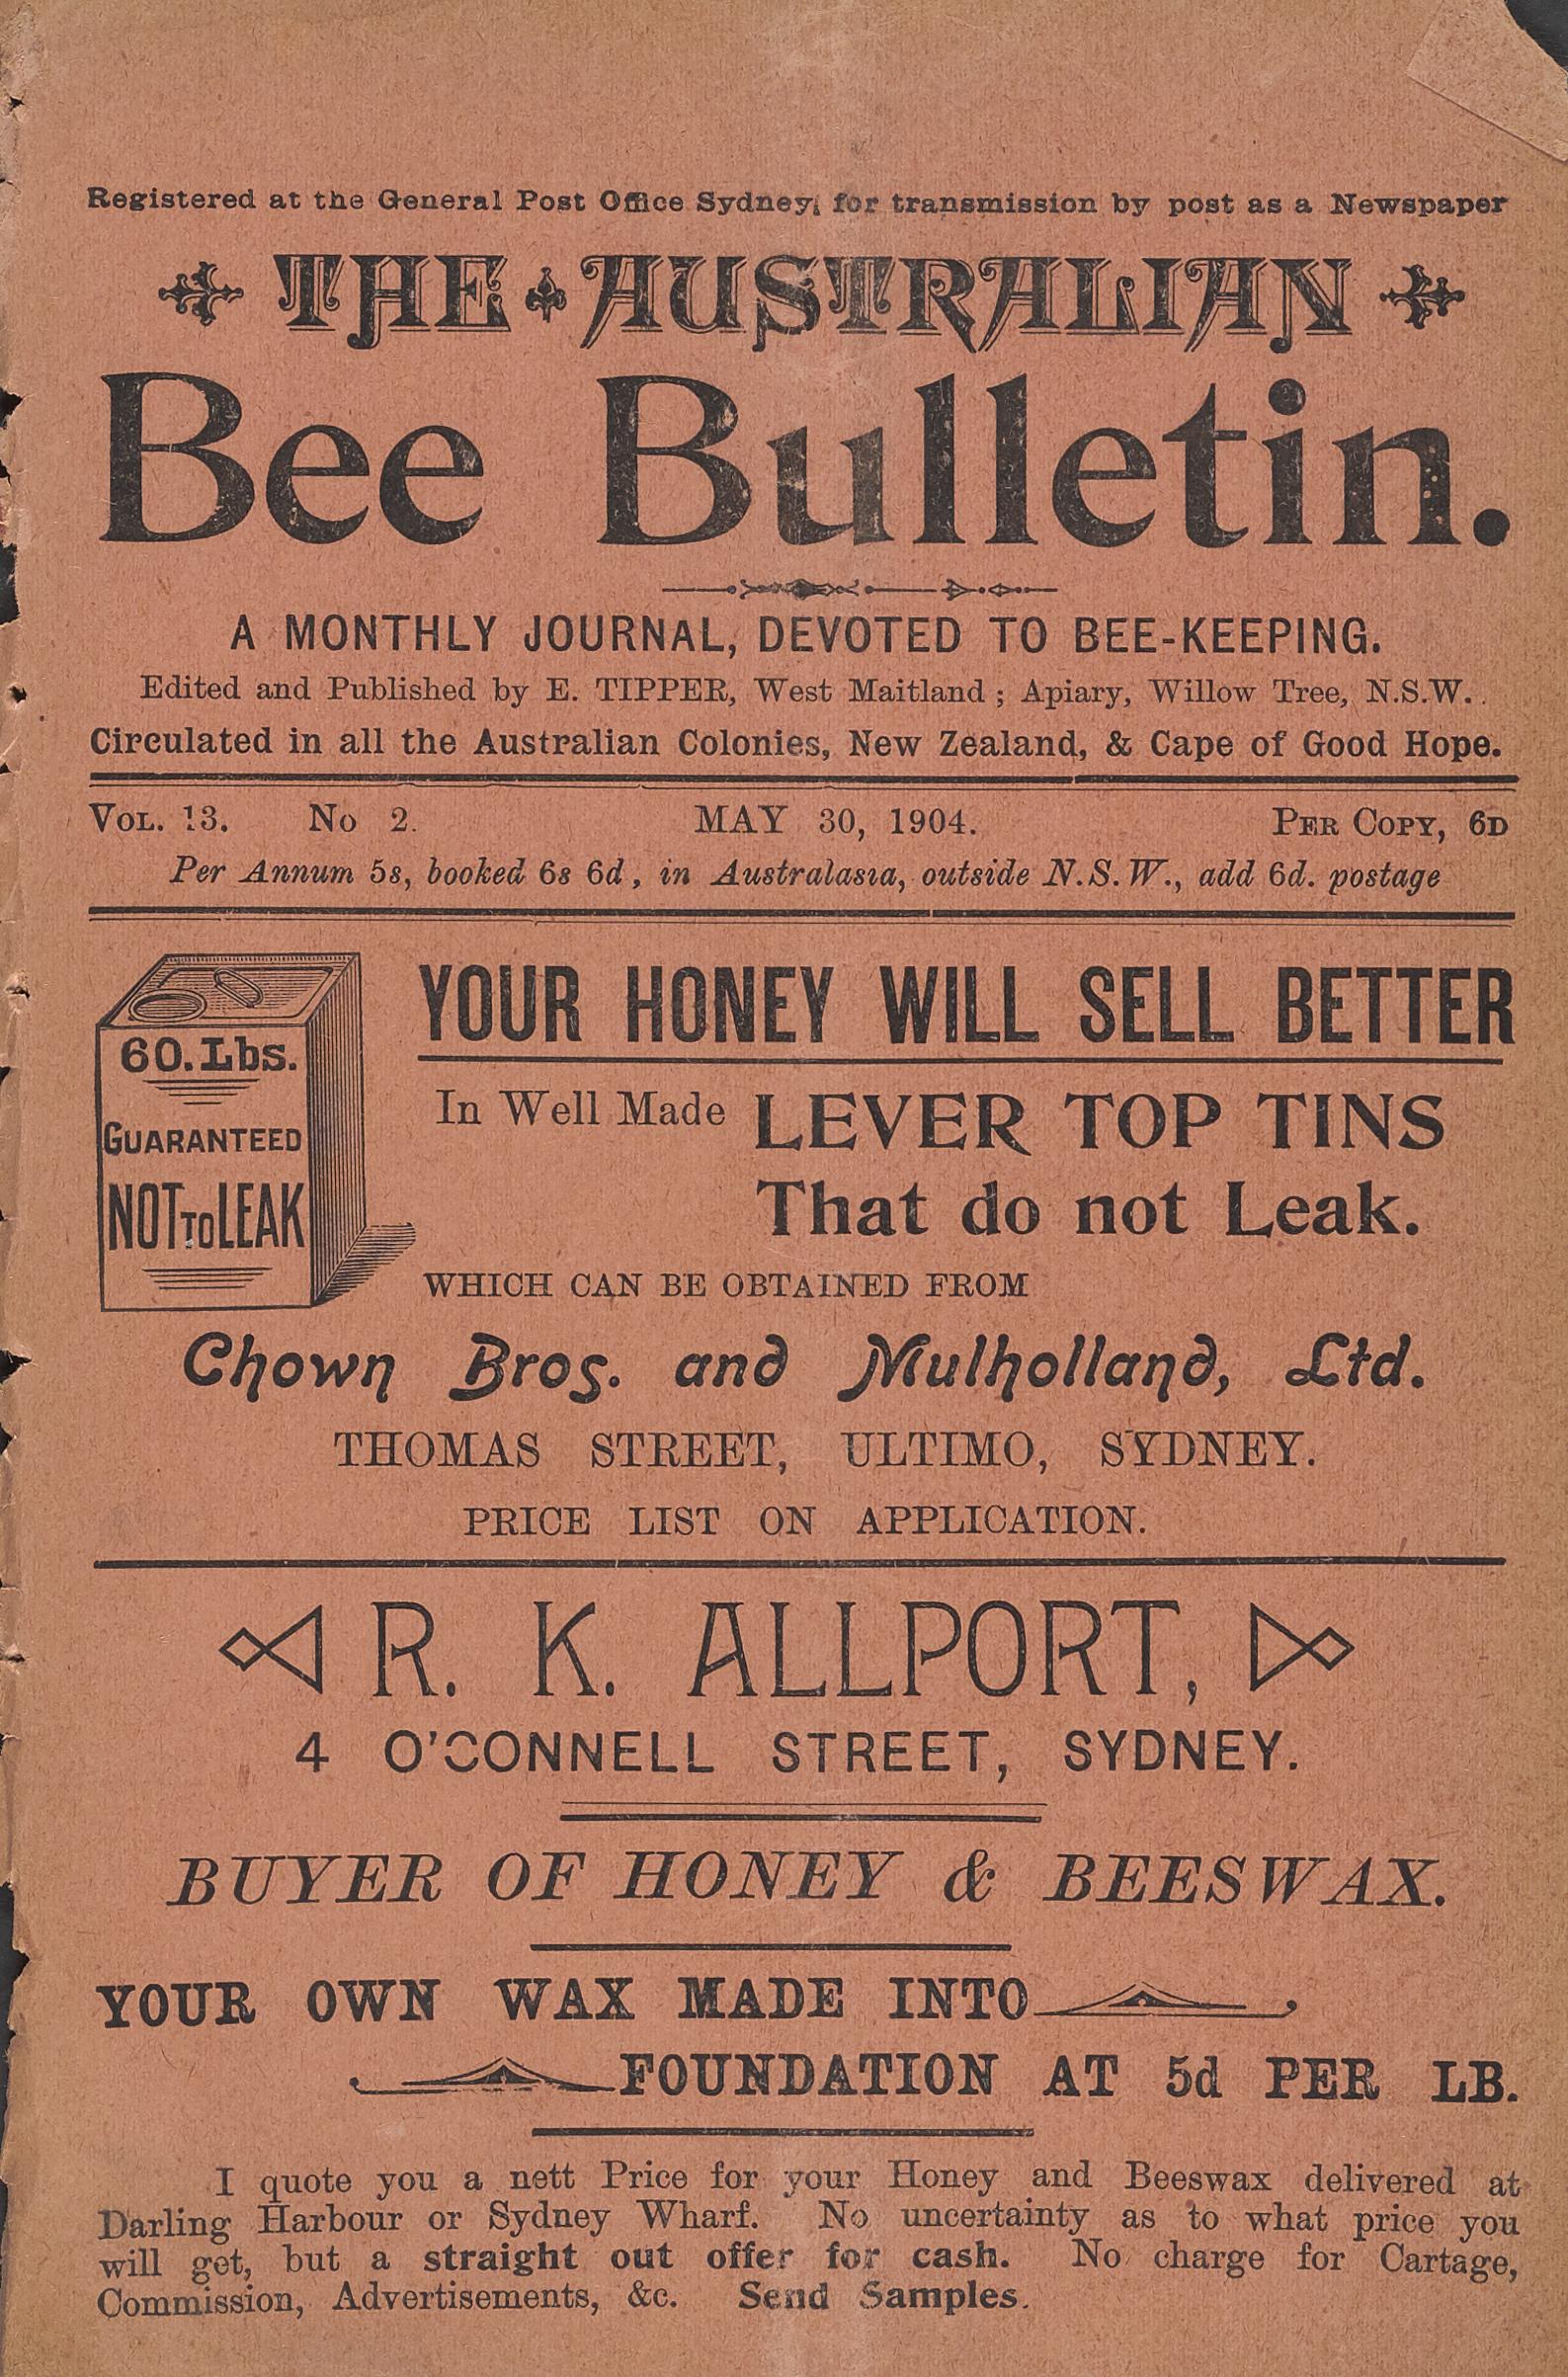 Registered at the General Post Office Sydney, for transmission by post as a Newspaper
THE AUSTRALIAN
Bee Bulletin.
A MONTHLY JOURNAL, DEVOTED TO BEE-KEEPING.
Edited and Published by E. TIPPER, West Maitland; Apiary, Willow Tree, N.S.W.
Circulated in all the Australian Colonies, New Zealand, & Cape of Good Hope.
VOL. 13. No 2. MAY 30, 1904. PER COPY, 6D
Per Annum 5s, booked 6s 6d, in Australasia, outside N.S.W., add 6d. postage
60.Lbs.
GUARANTEED
NOT TO LEAK
YOUR HONEY WILL SELL BETTER
In Well Made LEVER TOP TINS
That do not Leak.
WHICH CAN BE OBTAINED FROM
Chown Bros. and Mulholland, Ltd.
THOMAS STREET, ULTIMO, SYDNEY.
PRICE LIST ON APPLICATION.
R. K. ALLPORT,
4 O'CONNELL STREET, SYDNEY.
BUYER OF HONEY & BEESWAX.
YOUR OWN WAX MADE INTO
FOUNDATION AT 5d PER LB.
I quote you a nett Price for your Honey and Beeswax delivered at
Darling Harbour or Sydney Wharf. No uncertainty as to what price you
will get, but a straight out offer for cash. No charge for Cartage,
Commission, Advertisements, &c. Send Samples.